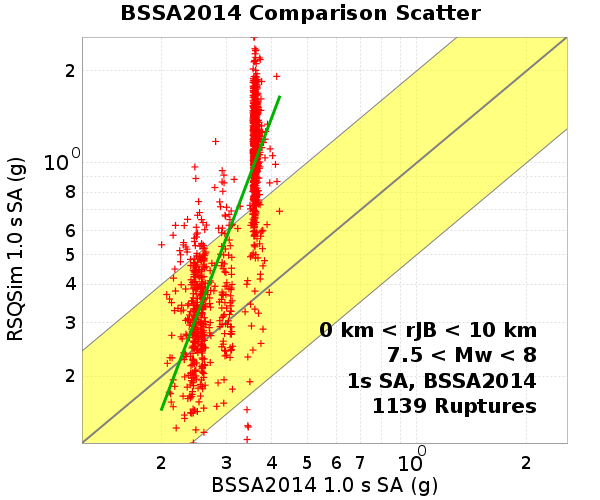 BSSA2014 Comparison Scatter
RSQSim 1.0 s SA (g)
2
10⁰
8
6
5
4
3
2
0 km < rJB < 10 km
7.5 < Mw < 8
1s SA, BSSA2014
1139 Ruptures
2 3 4 5 6 7 10⁰ 2
BSSA2014 1.0 s SA (g)